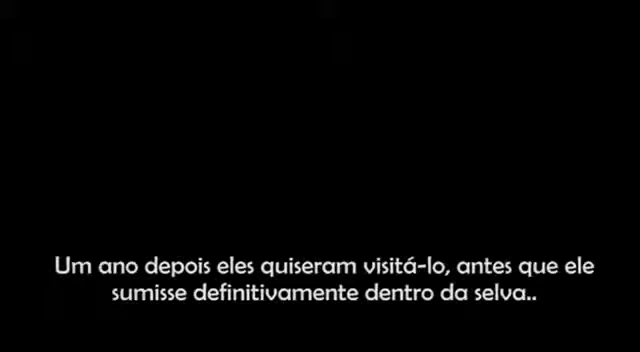 Um ano depois eles quiseram visitá-lo, antes que ele
sumisse definitivamente dentro da selva..